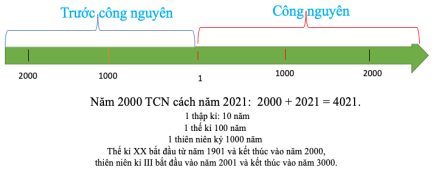 Trước công nguyên Công nguyên
2000 1000 1 1000 2000
Năm 2000 TCN cách năm 2021: 2000 + 2021 = 4021.
1 thập kỉ: 10 năm
1 thế kỉ 100 năm
1 thiên niên kỷ 1000 năm
Thế kỉ XX bắt đầu từ năm 1901 và kết thúc vào năm 2000,
thiên niên kỉ III bắt đầu vào năm 2001 và kết thúc vào năm 3000.